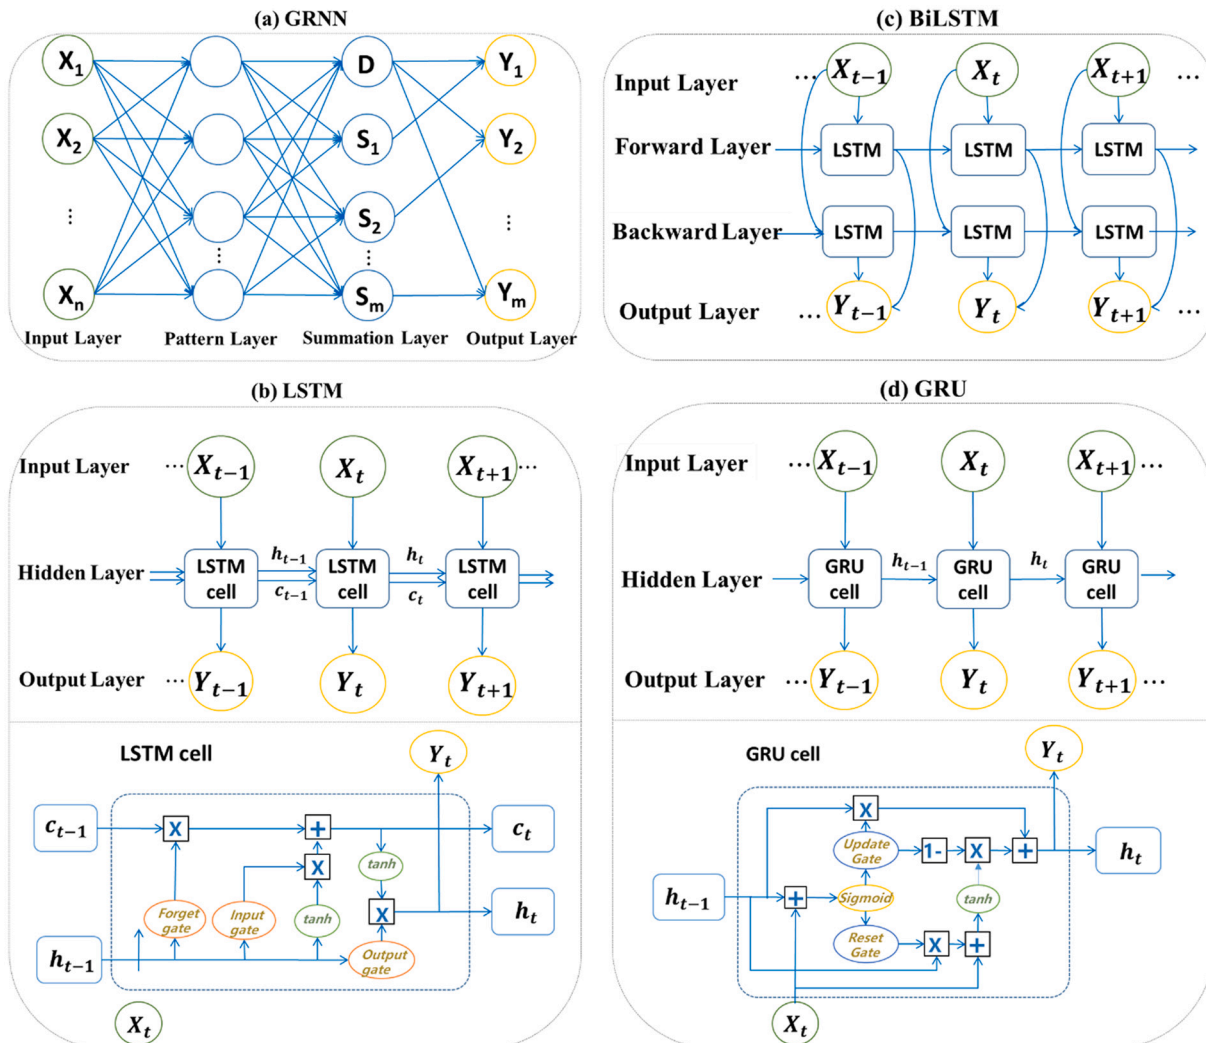 (a) GRNN
X₁
D
Y₁
X₂
S₁
Y₂
⋮
S₂
⋮
⋮
⋮
Xₙ
Sₘ
Yₘ
Input Layer
Pattern Layer
Summation Layer
Output Layer
(c) BiLSTM
Input Layer
... Xₜ₋₁
Xₜ
Xₜ₊₁ ...
Forward Layer
LSTM
LSTM
LSTM
Backward Layer
LSTM
LSTM
LSTM
Output Layer
... Yₜ₋₁
Yₜ
Yₜ₊₁ ...
(b) LSTM
Input Layer
... Xₜ₋₁
Xₜ
Xₜ₊₁ ...
Hidden Layer
LSTM
cell
hₜ₋₁
cₜ₋₁
LSTM
cell
hₜ
cₜ
LSTM
cell
Output Layer
... Yₜ₋₁
Yₜ
Yₜ₊₁
LSTM cell
Yₜ
cₜ₋₁
X
+
cₜ
tanh
X
Forget
gate
Input
gate
tanh
X
hₜ
hₜ₋₁
Output
gate
Xₜ
(d) GRU
Input Layer
... Xₜ₋₁
Xₜ
Xₜ₊₁ ...
Hidden Layer
GRU
cell
hₜ₋₁
GRU
cell
hₜ
GRU
cell
Output Layer
... Yₜ₋₁
Yₜ
Yₜ₊₁ ...
GRU cell
Yₜ
X
Update
Gate
1-
X
+
hₜ
hₜ₋₁
+
Sigmoid
tanh
Reset
Gate
X
+
Xₜ